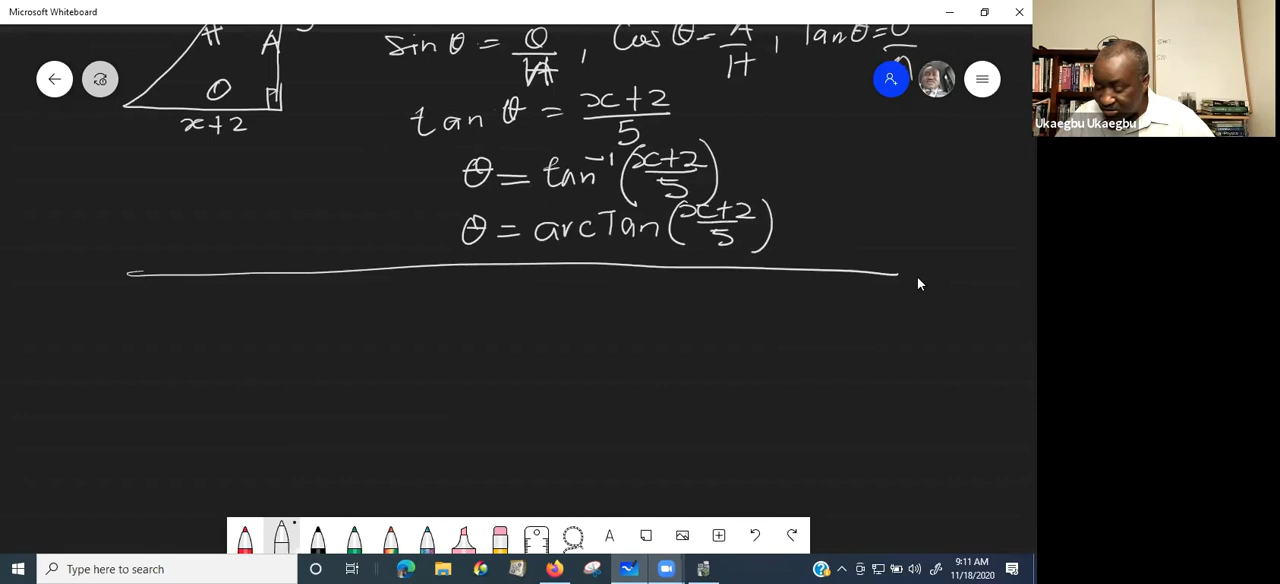 Microsoft Whiteboard
H A
sin θ = O/H , Cos θ = A/H , Tan θ = O/A
O
x+2
tan θ = x+2/5
θ = tan⁻¹(x+2/5)
θ = arcTan(x+2/5)
Ukaegbu Ukaegbu
A
Type here to search
9:11 AM
11/18/2020